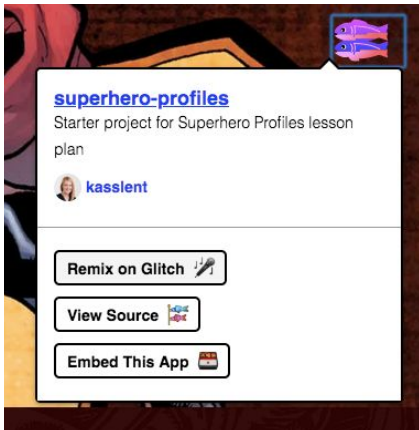 superhero-profiles
Starter project for Superhero Profiles lesson
plan
kasslent
Remix on Glitch
View Source
Embed This App